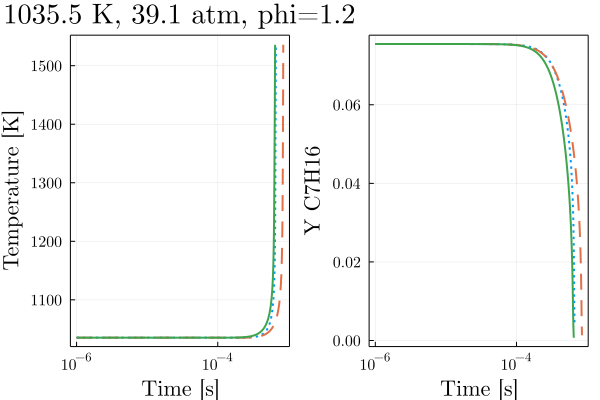 1035.5 K, 39.1 atm, phi=1.2
Temperature [K]
1500
1400
1300
1200
1100
10⁻⁶
10⁻⁴
Time [s]
Y C7H16
0.06
0.04
0.02
0.00
10⁻⁶
10⁻⁴
Time [s]